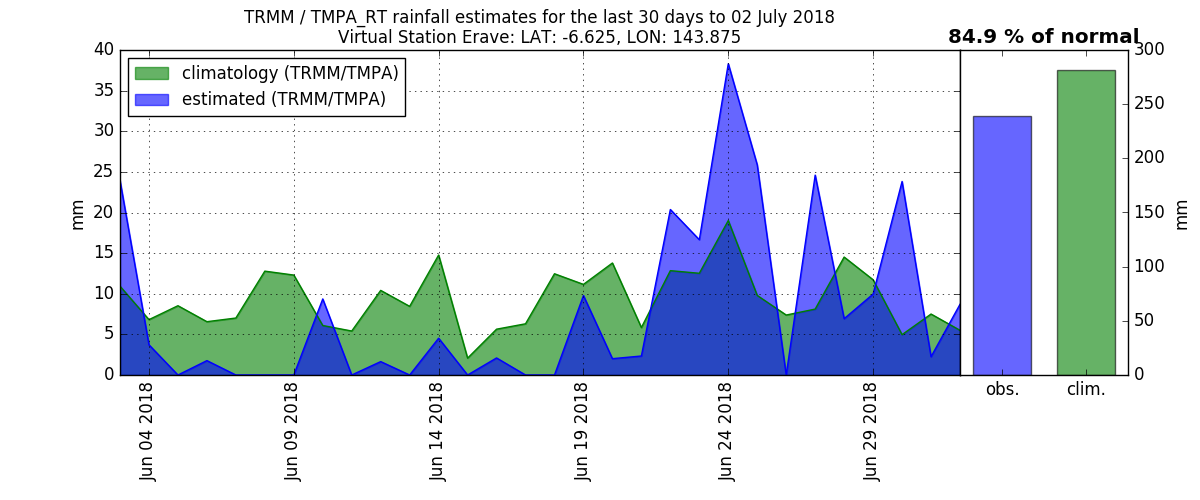 TRMM / TMPA_RT rainfall estimates for the last 30 days to 02 July 2018
Virtual Station Erave: LAT: -6.625, LON: 143.875
84.9 % of normal
climatology (TRMM/TMPA)
estimated (TRMM/TMPA)
mm
40
35
30
25
20
15
10
5
0
Jun 04 2018
Jun 09 2018
Jun 14 2018
Jun 19 2018
Jun 24 2018
Jun 29 2018
obs.
clim.
300
250
200
150
100
50
0
mm